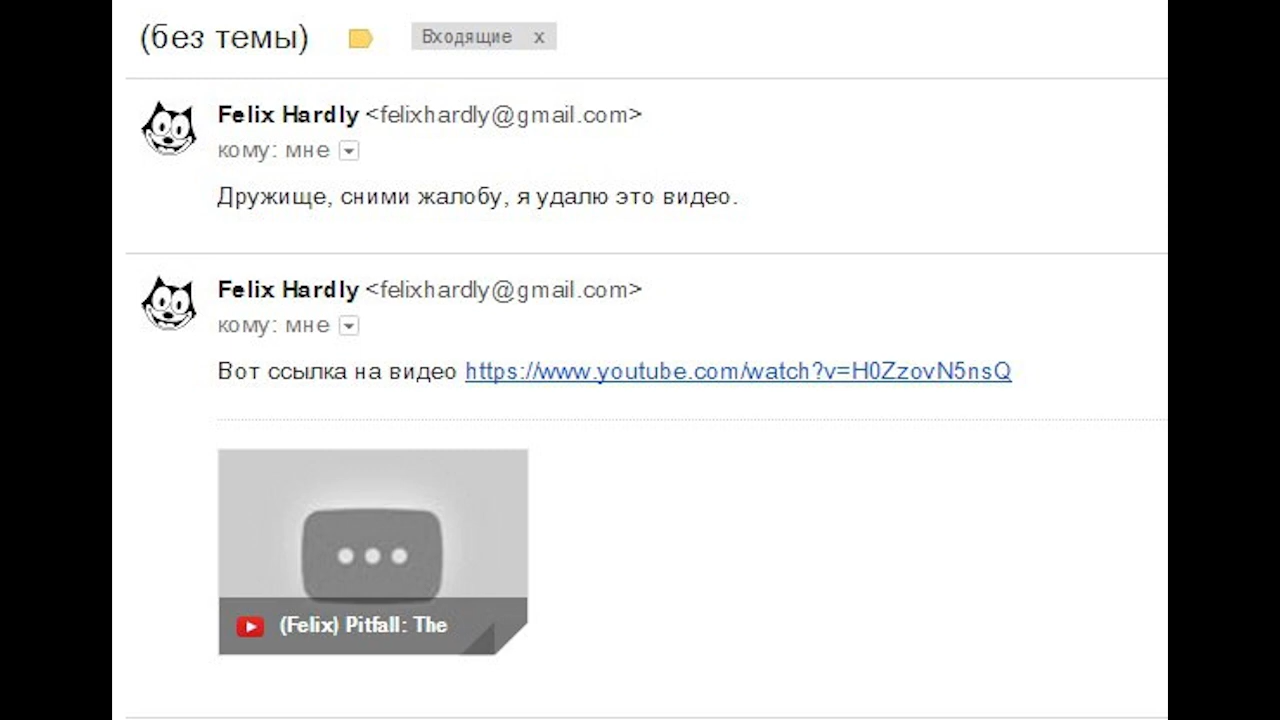 (без темы) Входящие x
Felix Hardly <felixhardly@gmail.com>
кому: мне
Дружище, сними жалобу, я удалю это видео.
Felix Hardly <felixhardly@gmail.com>
кому: мне
Вот ссылка на видео https://www.youtube.com/watch?v=H0ZzovN5nsQ
(Felix) Pitfall: The